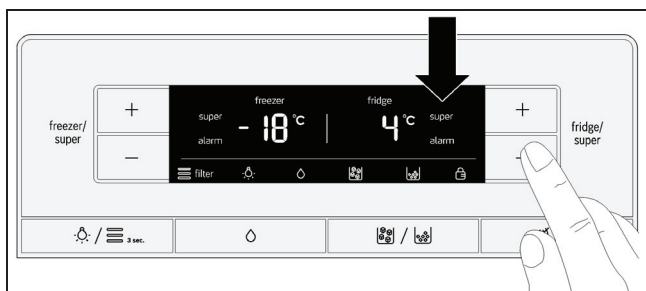 freezer/
super
+
−
freezer
super
alarm
- 18 °C
fridge
4 °C
super
alarm
filter
+
fridge/
super
/ 3 sec.
/